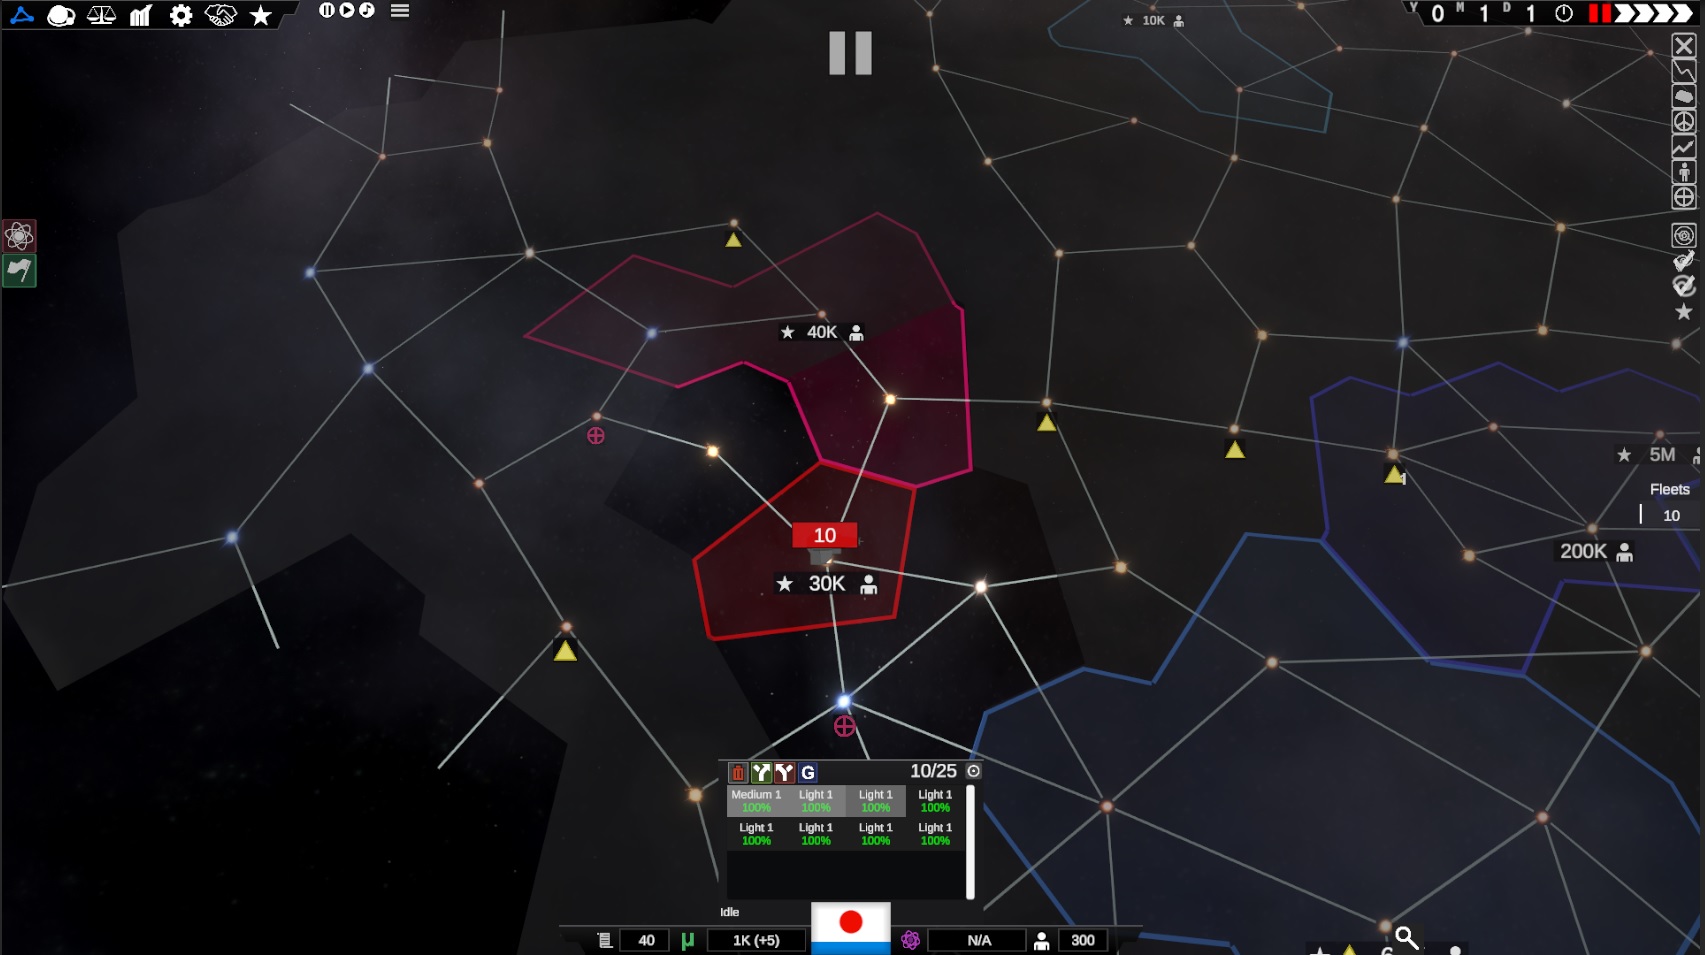 Y 0 M 1 D 1
10K
40K
5M
1
Fleets
10
10
200K
30K
G 10/25
Medium 1 Light 1 Light 1 Light 1
100% 100% 100% 100%
Light 1 Light 1 Light 1 Light 1
100% 100% 100% 100%
Idle
40 μ 1K (+5) N/A 300